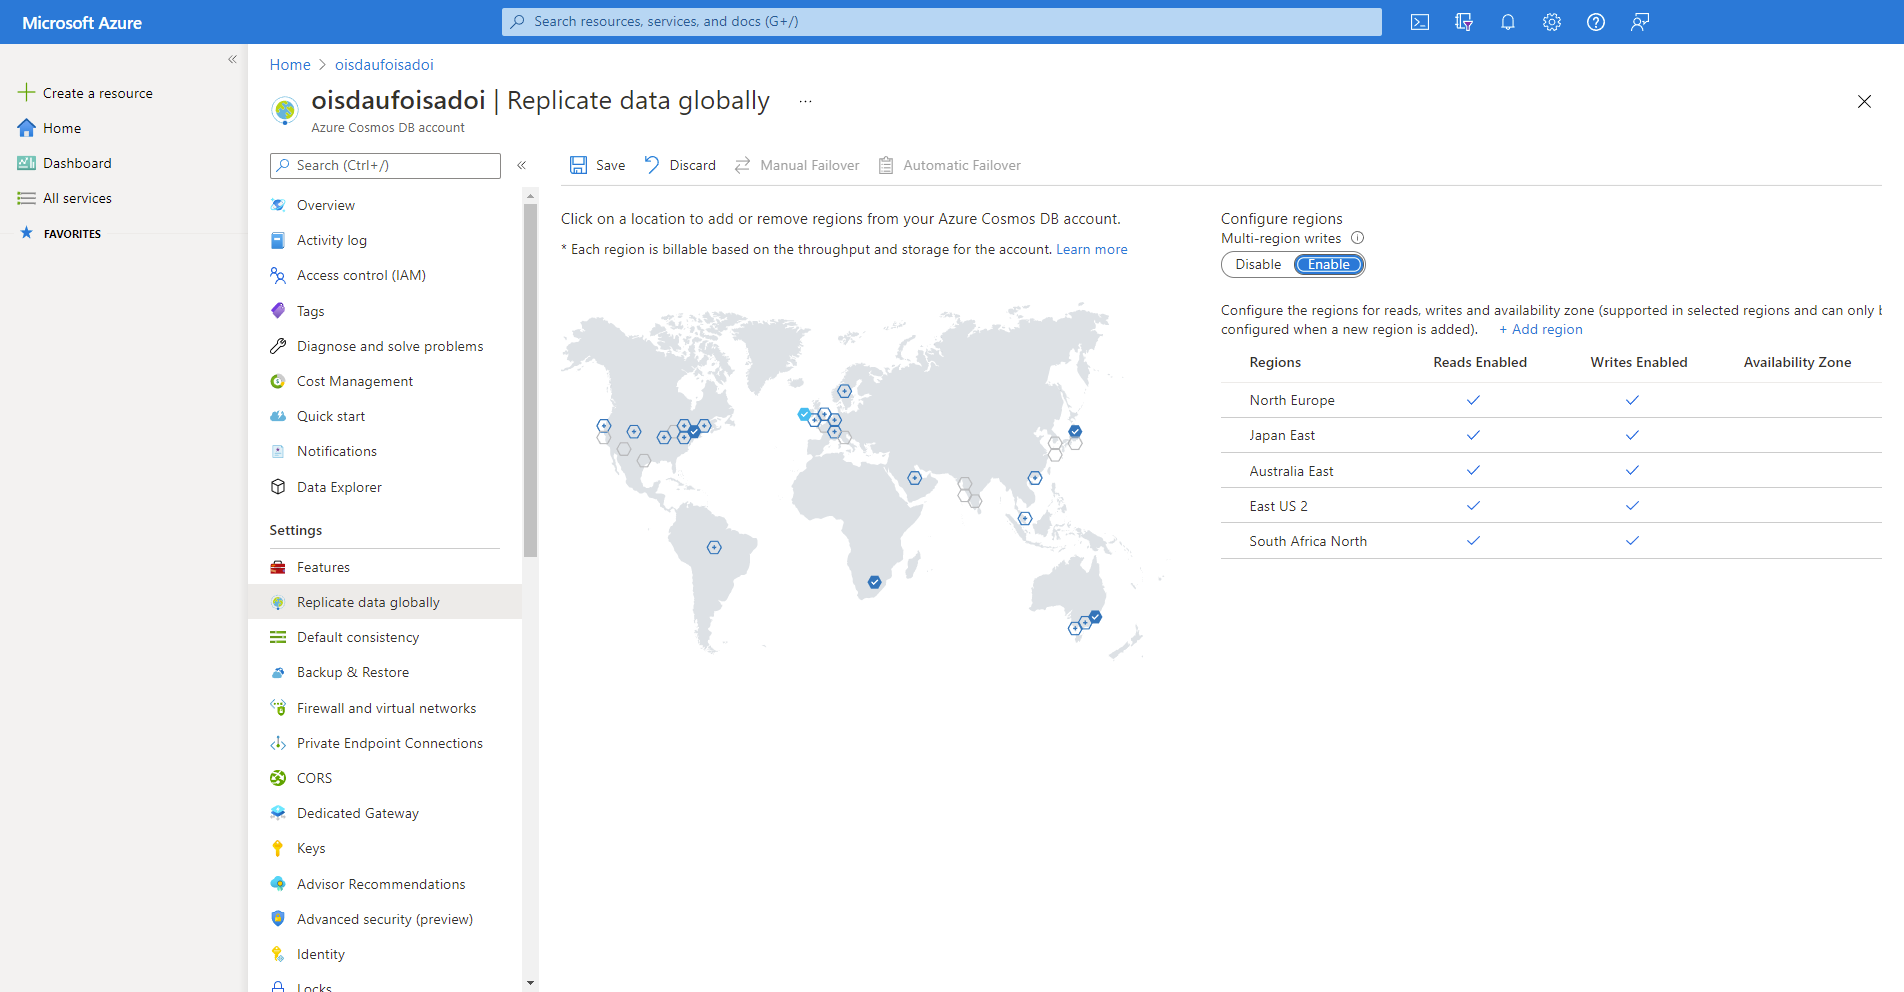 Microsoft Azure
Search resources, services, and docs (G+/)
Create a resource
Home
Dashboard
All services
FAVORITES
Home > oisdaufoisadoi
oisdaufoisadoi | Replicate data globally ...
Azure Cosmos DB account
Search (Ctrl+/)
Overview
Activity log
Access control (IAM)
Tags
Diagnose and solve problems
Cost Management
Quick start
Notifications
Data Explorer
Settings
Features
Replicate data globally
Default consistency
Backup & Restore
Firewall and virtual networks
Private Endpoint Connections
CORS
Dedicated Gateway
Keys
Advisor Recommendations
Advanced security (preview)
Identity
Locks
Save Discard Manual Failover Automatic Failover
Click on a location to add or remove regions from your Azure Cosmos DB account.
* Each region is billable based on the throughput and storage for the account. Learn more
Configure regions
Multi-region writes
Disable Enable
Configure the regions for reads, writes and availability zone (supported in selected regions and can only
configured when a new region is added). + Add region
Regions Reads Enabled Writes Enabled Availability Zone
North Europe
Japan East
Australia East
East US 2
South Africa North